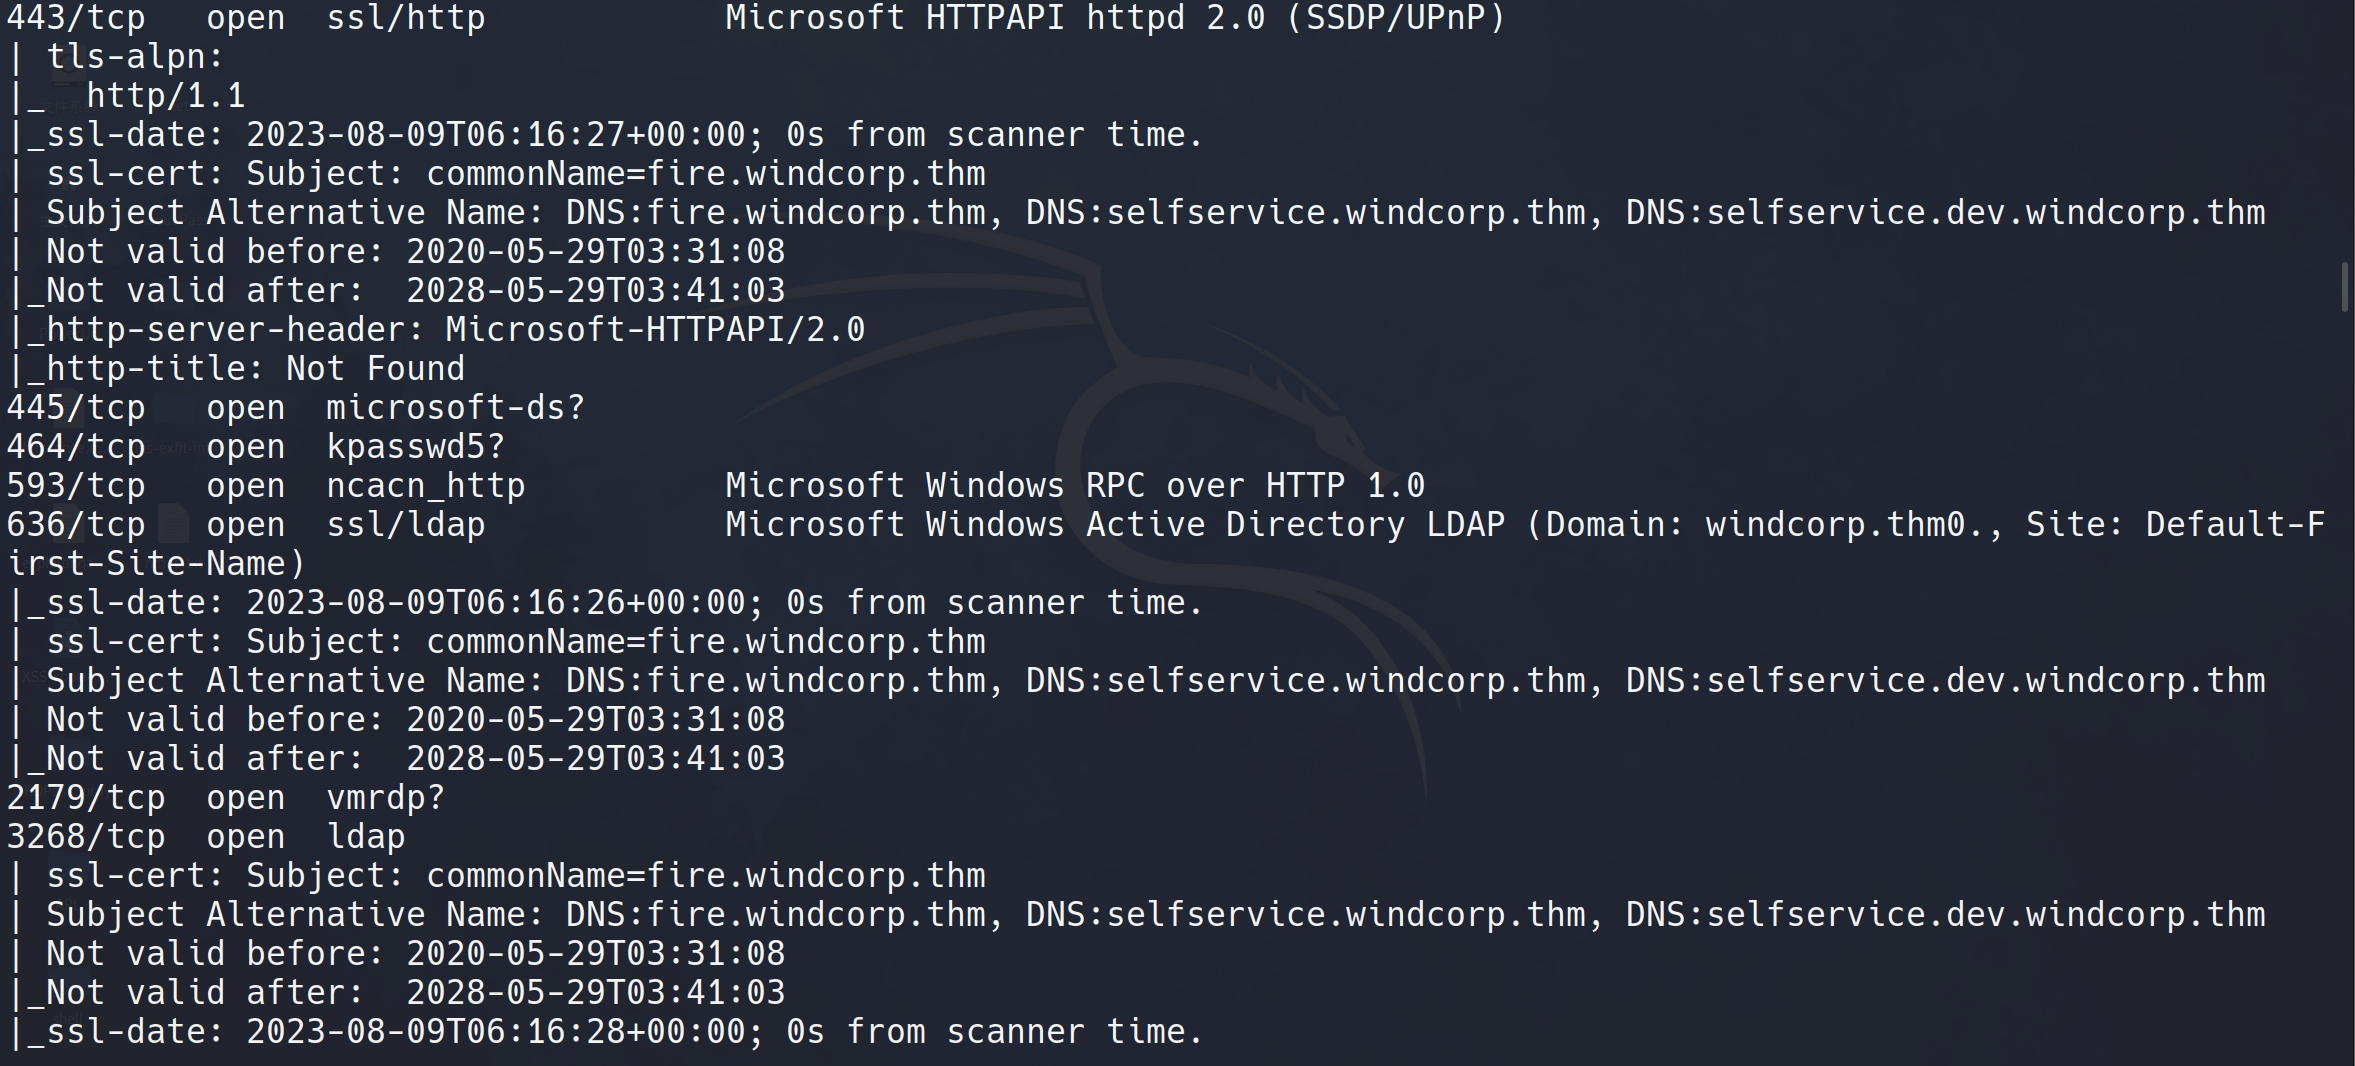 443/tcp   open  ssl/http            Microsoft HTTPAPI httpd 2.0 (SSDP/UPnP)
| tls-alpn:
|_  http/1.1
|_ssl-date: 2023-08-09T06:16:27+00:00; 0s from scanner time.
| ssl-cert: Subject: commonName=fire.windcorp.thm
| Subject Alternative Name: DNS:fire.windcorp.thm, DNS:selfservice.windcorp.thm, DNS:selfservice.dev.windcorp.thm
| Not valid before: 2020-05-29T03:31:08
|_Not valid after:  2028-05-29T03:41:03
|_http-server-header: Microsoft-HTTPAPI/2.0
|_http-title: Not Found
445/tcp   open  microsoft-ds?
464/tcp   open  kpasswd5?
593/tcp   open  ncacn_http          Microsoft Windows RPC over HTTP 1.0
636/tcp   open  ssl/ldap            Microsoft Windows Active Directory LDAP (Domain: windcorp.thm0., Site: Default-F
irst-Site-Name)
|_ssl-date: 2023-08-09T06:16:26+00:00; 0s from scanner time.
| ssl-cert: Subject: commonName=fire.windcorp.thm
| Subject Alternative Name: DNS:fire.windcorp.thm, DNS:selfservice.windcorp.thm, DNS:selfservice.dev.windcorp.thm
| Not valid before: 2020-05-29T03:31:08
|_Not valid after:  2028-05-29T03:41:03
2179/tcp  open  vmrdp?
3268/tcp  open  ldap
| ssl-cert: Subject: commonName=fire.windcorp.thm
| Subject Alternative Name: DNS:fire.windcorp.thm, DNS:selfservice.windcorp.thm, DNS:selfservice.dev.windcorp.thm
| Not valid before: 2020-05-29T03:31:08
|_Not valid after:  2028-05-29T03:41:03
|_ssl-date: 2023-08-09T06:16:28+00:00; 0s from scanner time.